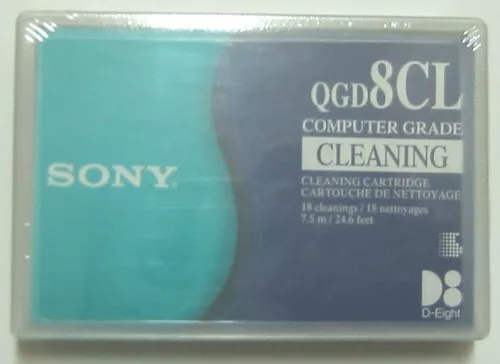 SONY
QGD8CL
COMPUTER GRADE
CLEANING
CLEANING CARTRIDGE
CARTOUCHE DE NETTOYAGE
18 cleanings / 18 nettoyages
7.5 m / 24.6 feet
D8
D-Eight